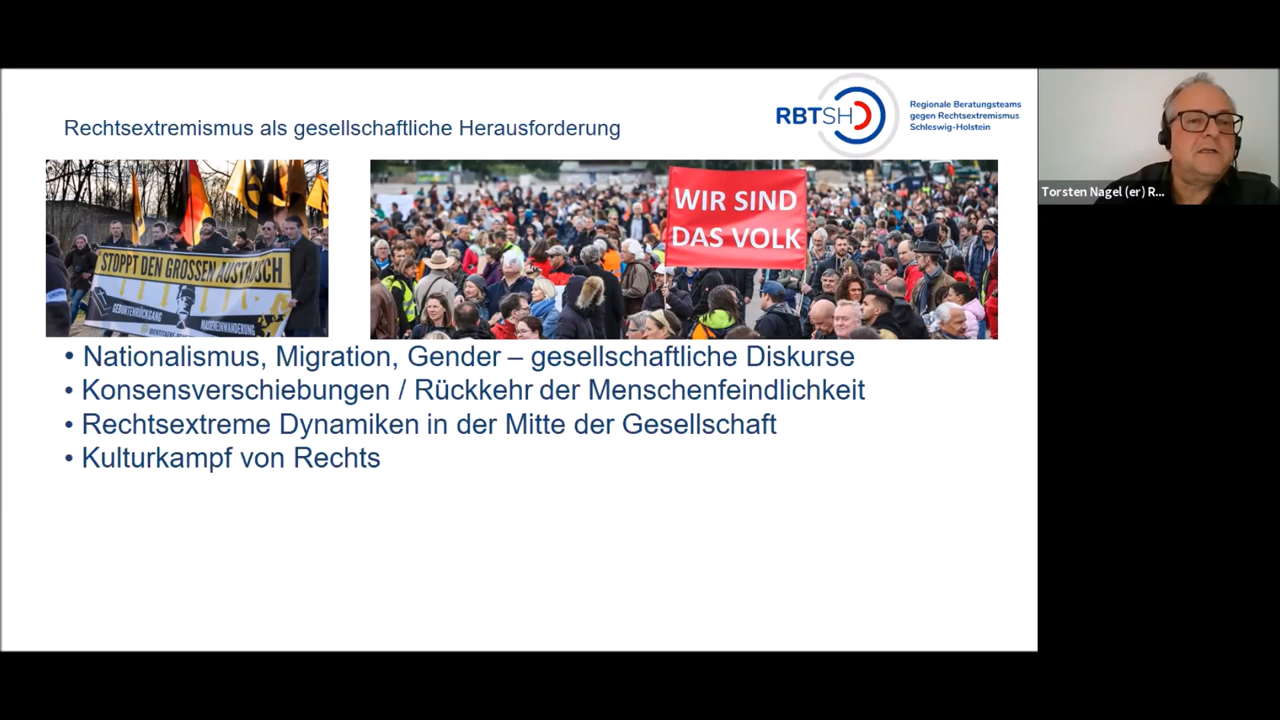 Rechtsextremismus als gesellschaftliche Herausforderung
RBTSH
Regionale Beratungsteams
gegen Rechtsextremismus
Schleswig-Holstein
STOPPT DEN GROSSEN AUSTAUSCH
GEBURTENRÜCKGANG
MASSENEINWANDERUNG
WIR SIND
DAS VOLK
• Nationalismus, Migration, Gender – gesellschaftliche Diskurse
• Konsensverschiebungen / Rückkehr der Menschenfeindlichkeit
• Rechtsextreme Dynamiken in der Mitte der Gesellschaft
• Kulturkampf von Rechts
Torsten Nagel (er) R...